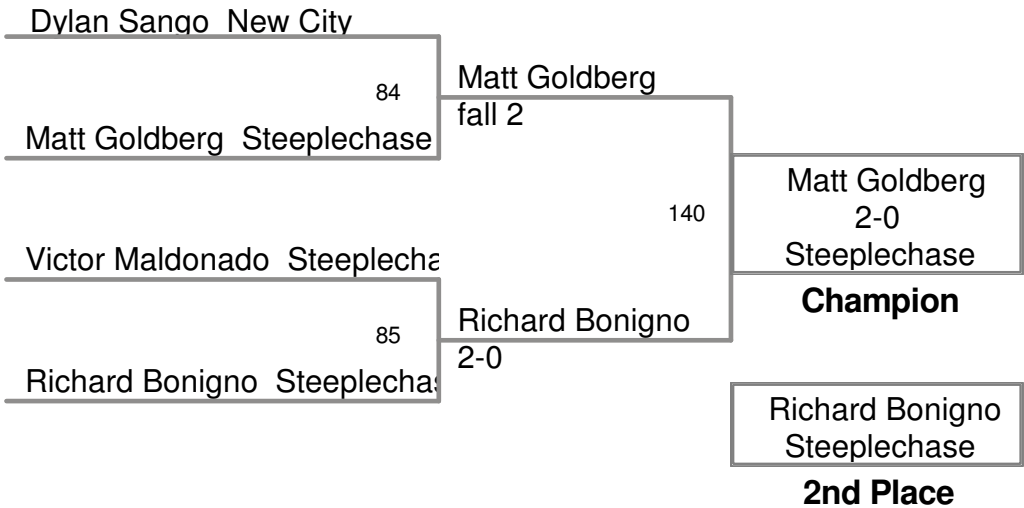 Dylan Sango  New City
84
Matt Goldberg
fall 2
Matt Goldberg  Steeplechase
140
Matt Goldberg
2-0
Steeplechase
Champion
Victor Maldonado  Steeplecha
85
Richard Bonigno
2-0
Richard Bonigno  Steeplechas
Richard Bonigno
Steeplechase
2nd Place